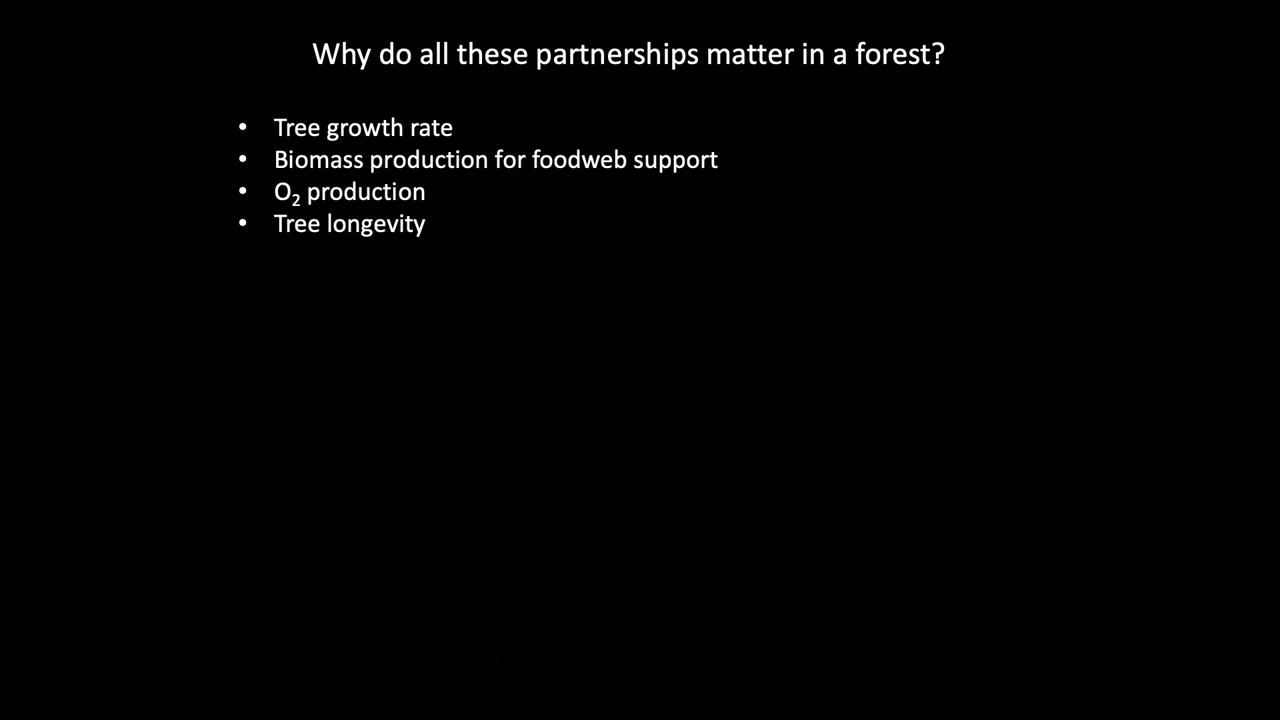 Why do all these partnerships matter in a forest?
• Tree growth rate
• Biomass production for foodweb support
• O₂ production
• Tree longevity